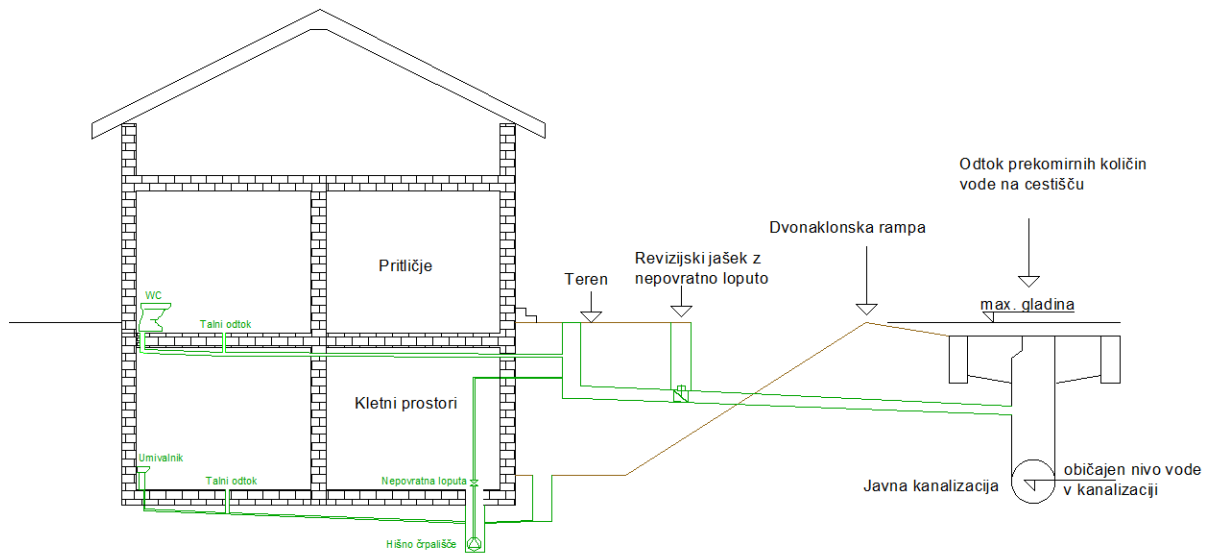 Odtok prekomirnih količin
vode na cestišču
Dvonaklonska rampa
Revizijski jašek z
nepovratno loputo
Teren
Pritličje
max. gladina
WC
Talni odtok
Kletni prostori
Umivalnik
Talni odtok
Nepovratna loputa
Javna kanalizacija
običajen nivo vode
v kanalizaciji
Hišno črpališče